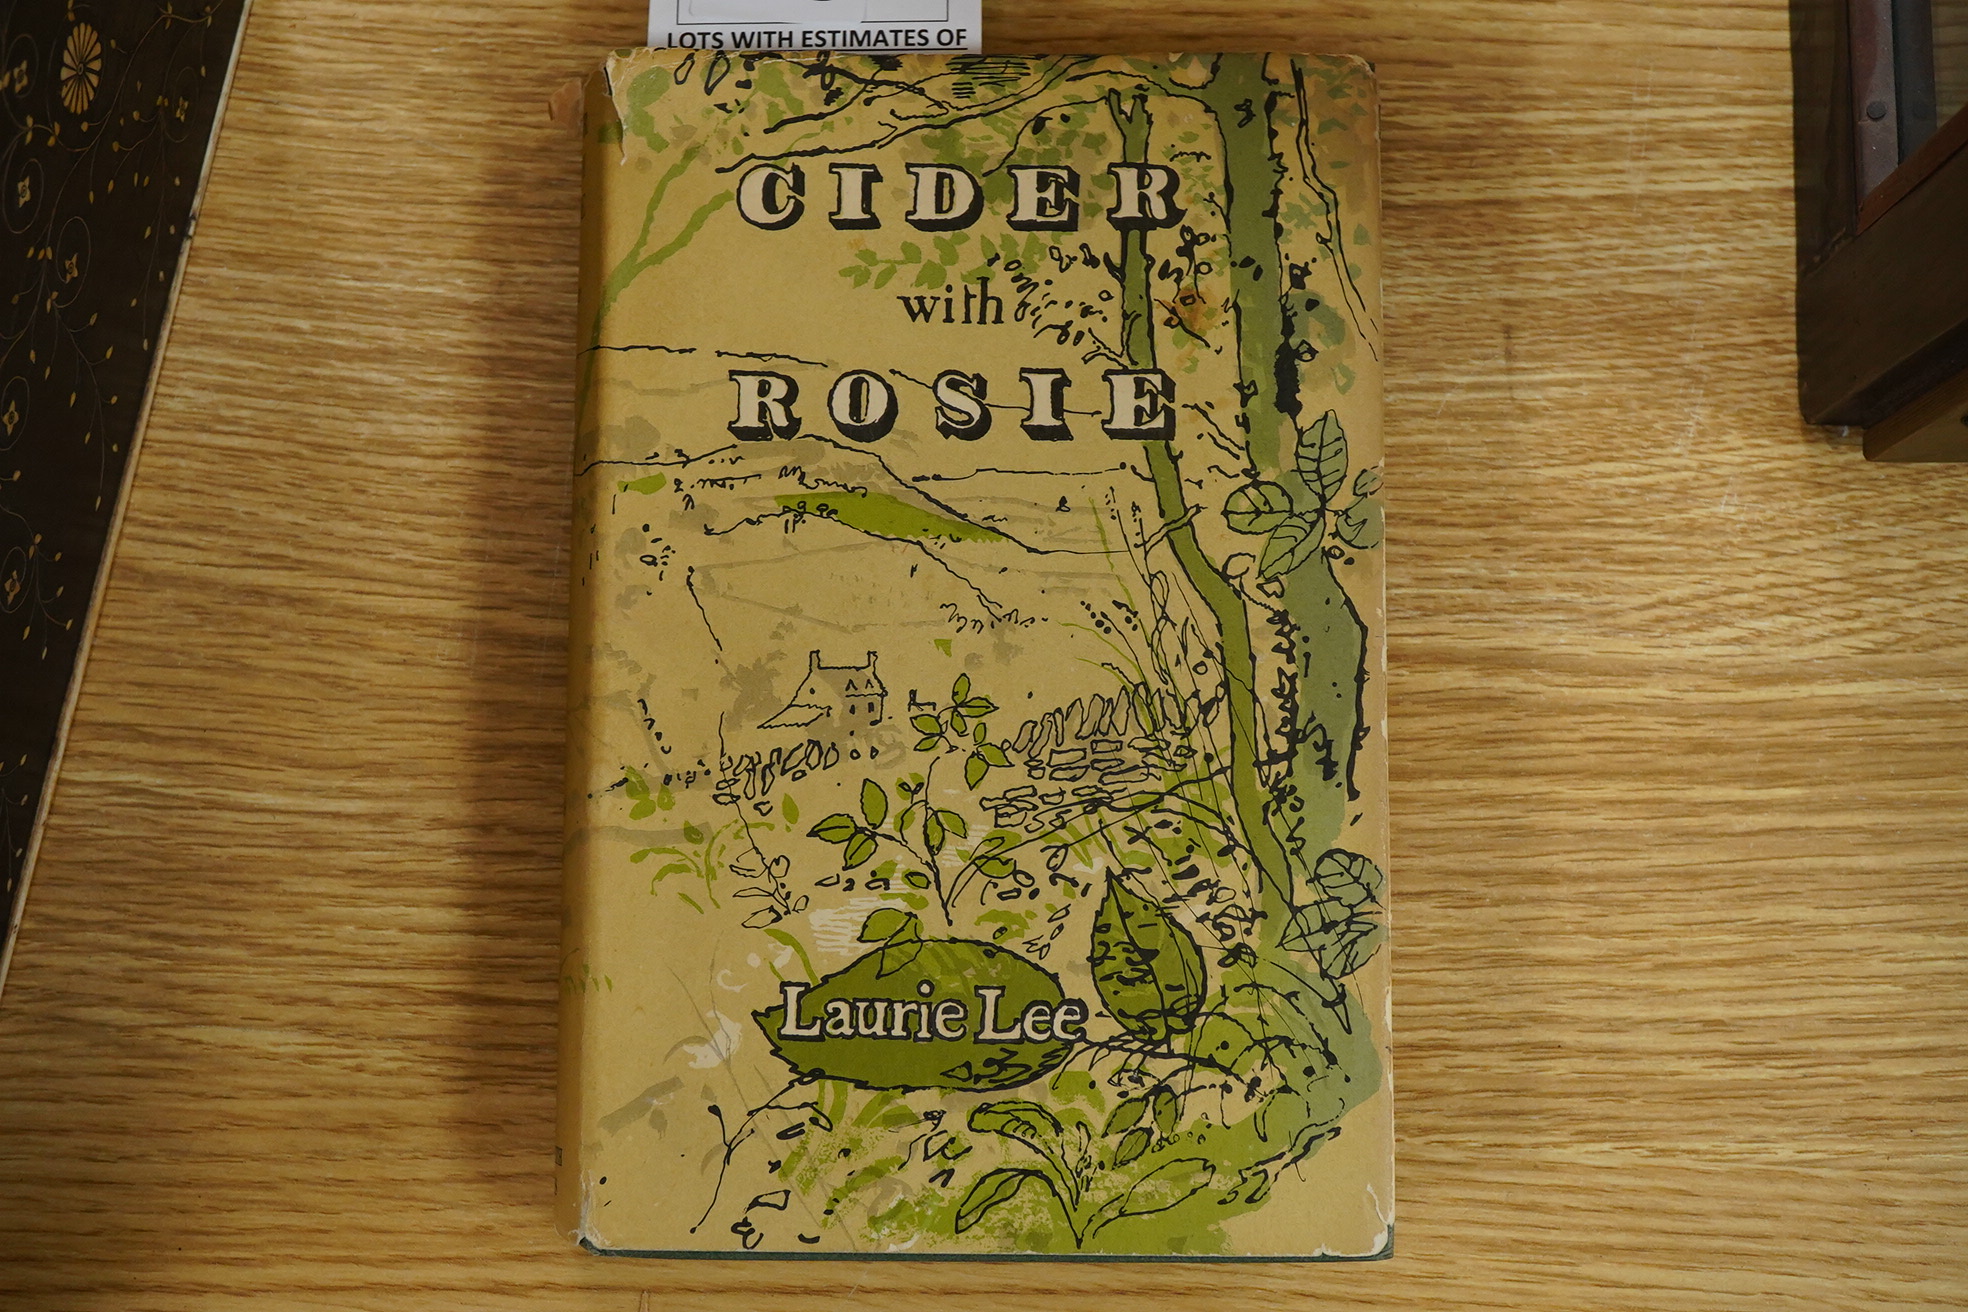 LOTS WITH ESTIMATES OF
CIDER
with
ROSIE
Laurie Lee